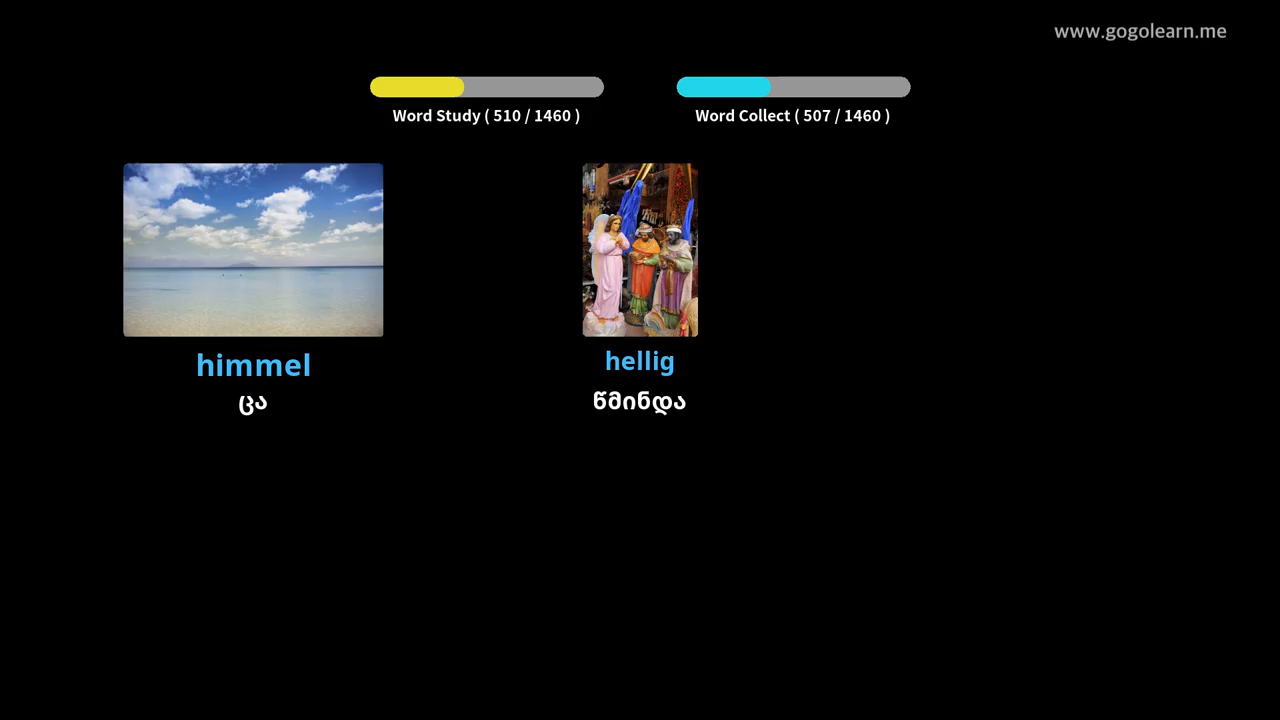 www.gogolearn.me
Word Study ( 510 / 1460 )
Word Collect ( 507 / 1460 )
himmel
ცა
hellig
წმინდა